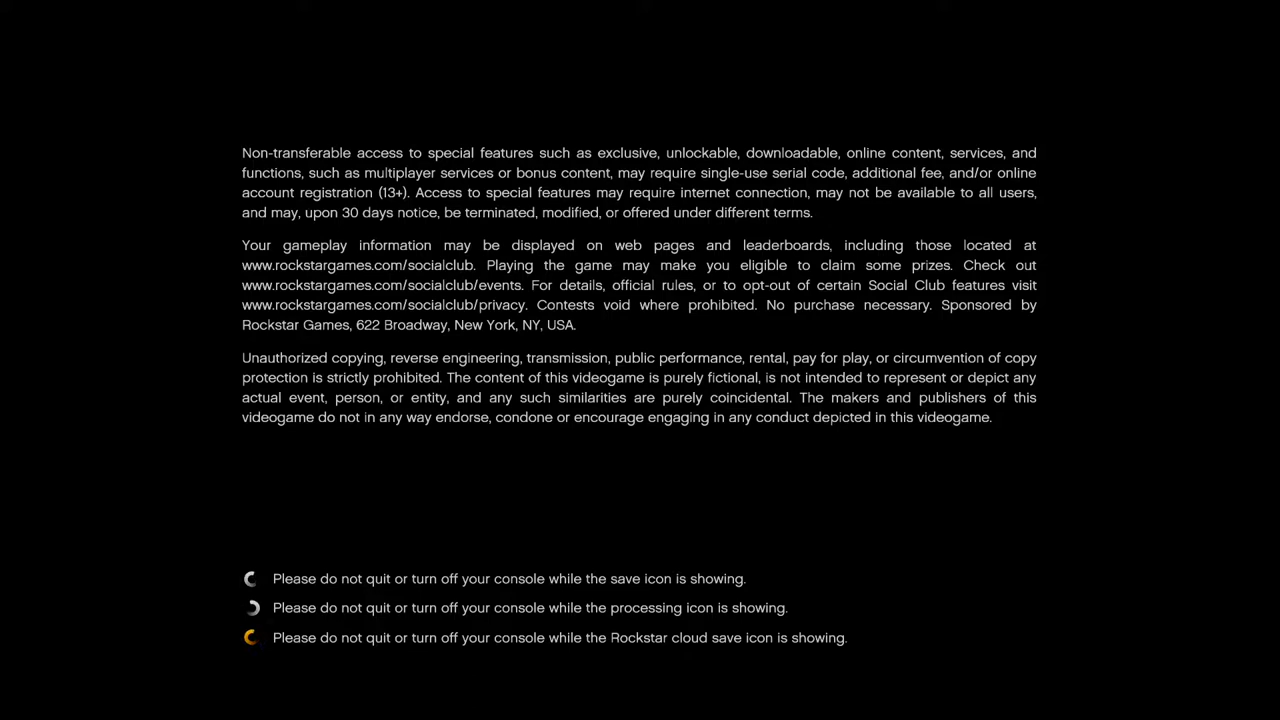 Non-transferable access to special features such as exclusive, unlockable, downloadable, online content, services, and
functions, such as multiplayer services or bonus content, may require single-use serial code, additional fee, and/or online
account registration (13+). Access to special features may require internet connection, may not be available to all users,
and may, upon 30 days notice, be terminated, modified, or offered under different terms.
Your gameplay information may be displayed on web pages and leaderboards, including those located at
www.rockstargames.com/socialclub. Playing the game may make you eligible to claim some prizes. Check out
www.rockstargames.com/socialclub/events. For details, official rules, or to opt-out of certain Social Club features visit
www.rockstargames.com/socialclub/privacy. Contests void where prohibited. No purchase necessary. Sponsored by
Rockstar Games, 622 Broadway, New York, NY, USA.
Unauthorized copying, reverse engineering, transmission, public performance, rental, pay for play, or circumvention of copy
protection is strictly prohibited. The content of this videogame is purely fictional, is not intended to represent or depict any
actual event, person, or entity, and any such similarities are purely coincidental. The makers and publishers of this
videogame do not in any way endorse, condone or encourage engaging in any conduct depicted in this videogame.
Please do not quit or turn off your console while the save icon is showing.
Please do not quit or turn off your console while the processing icon is showing.
Please do not quit or turn off your console while the Rockstar cloud save icon is showing.